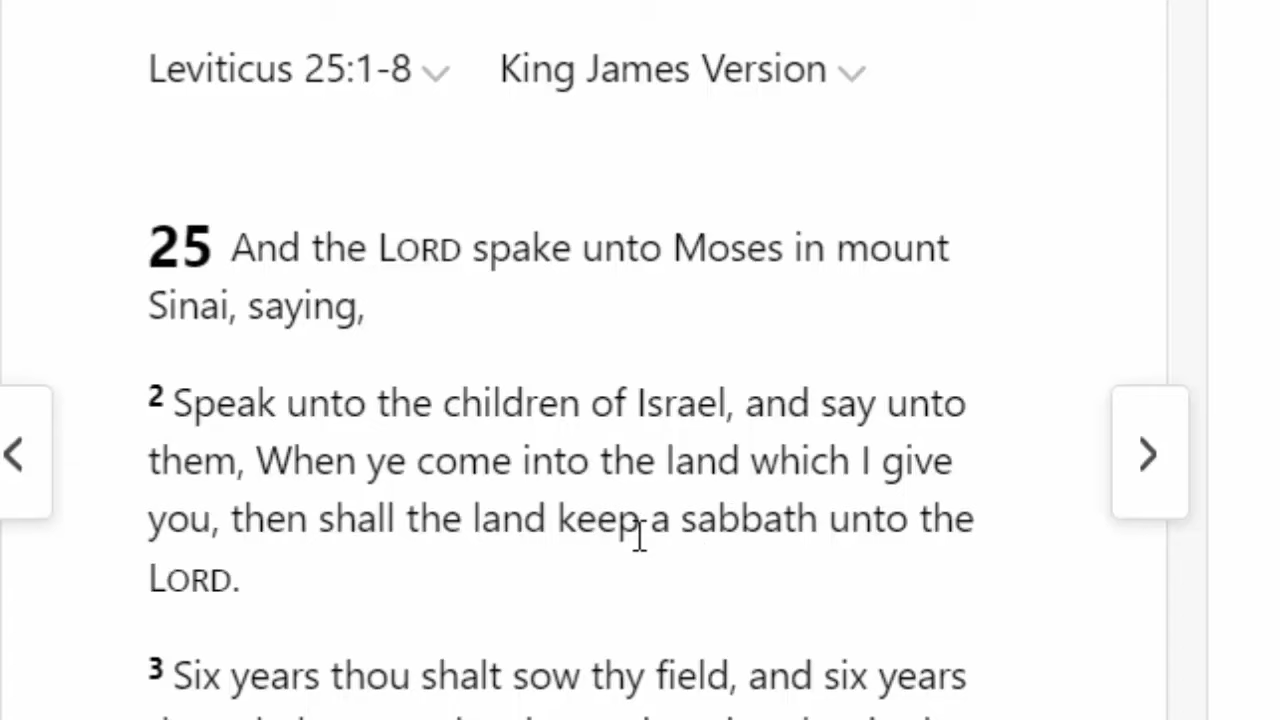 Leviticus 25:1-8 King James Version
25 And the LORD spake unto Moses in mount
Sinai, saying,
2 Speak unto the children of Israel, and say unto
them, When ye come into the land which I give
you, then shall the land keep a sabbath unto the
LORD.
3 Six years thou shalt sow thy field, and six years